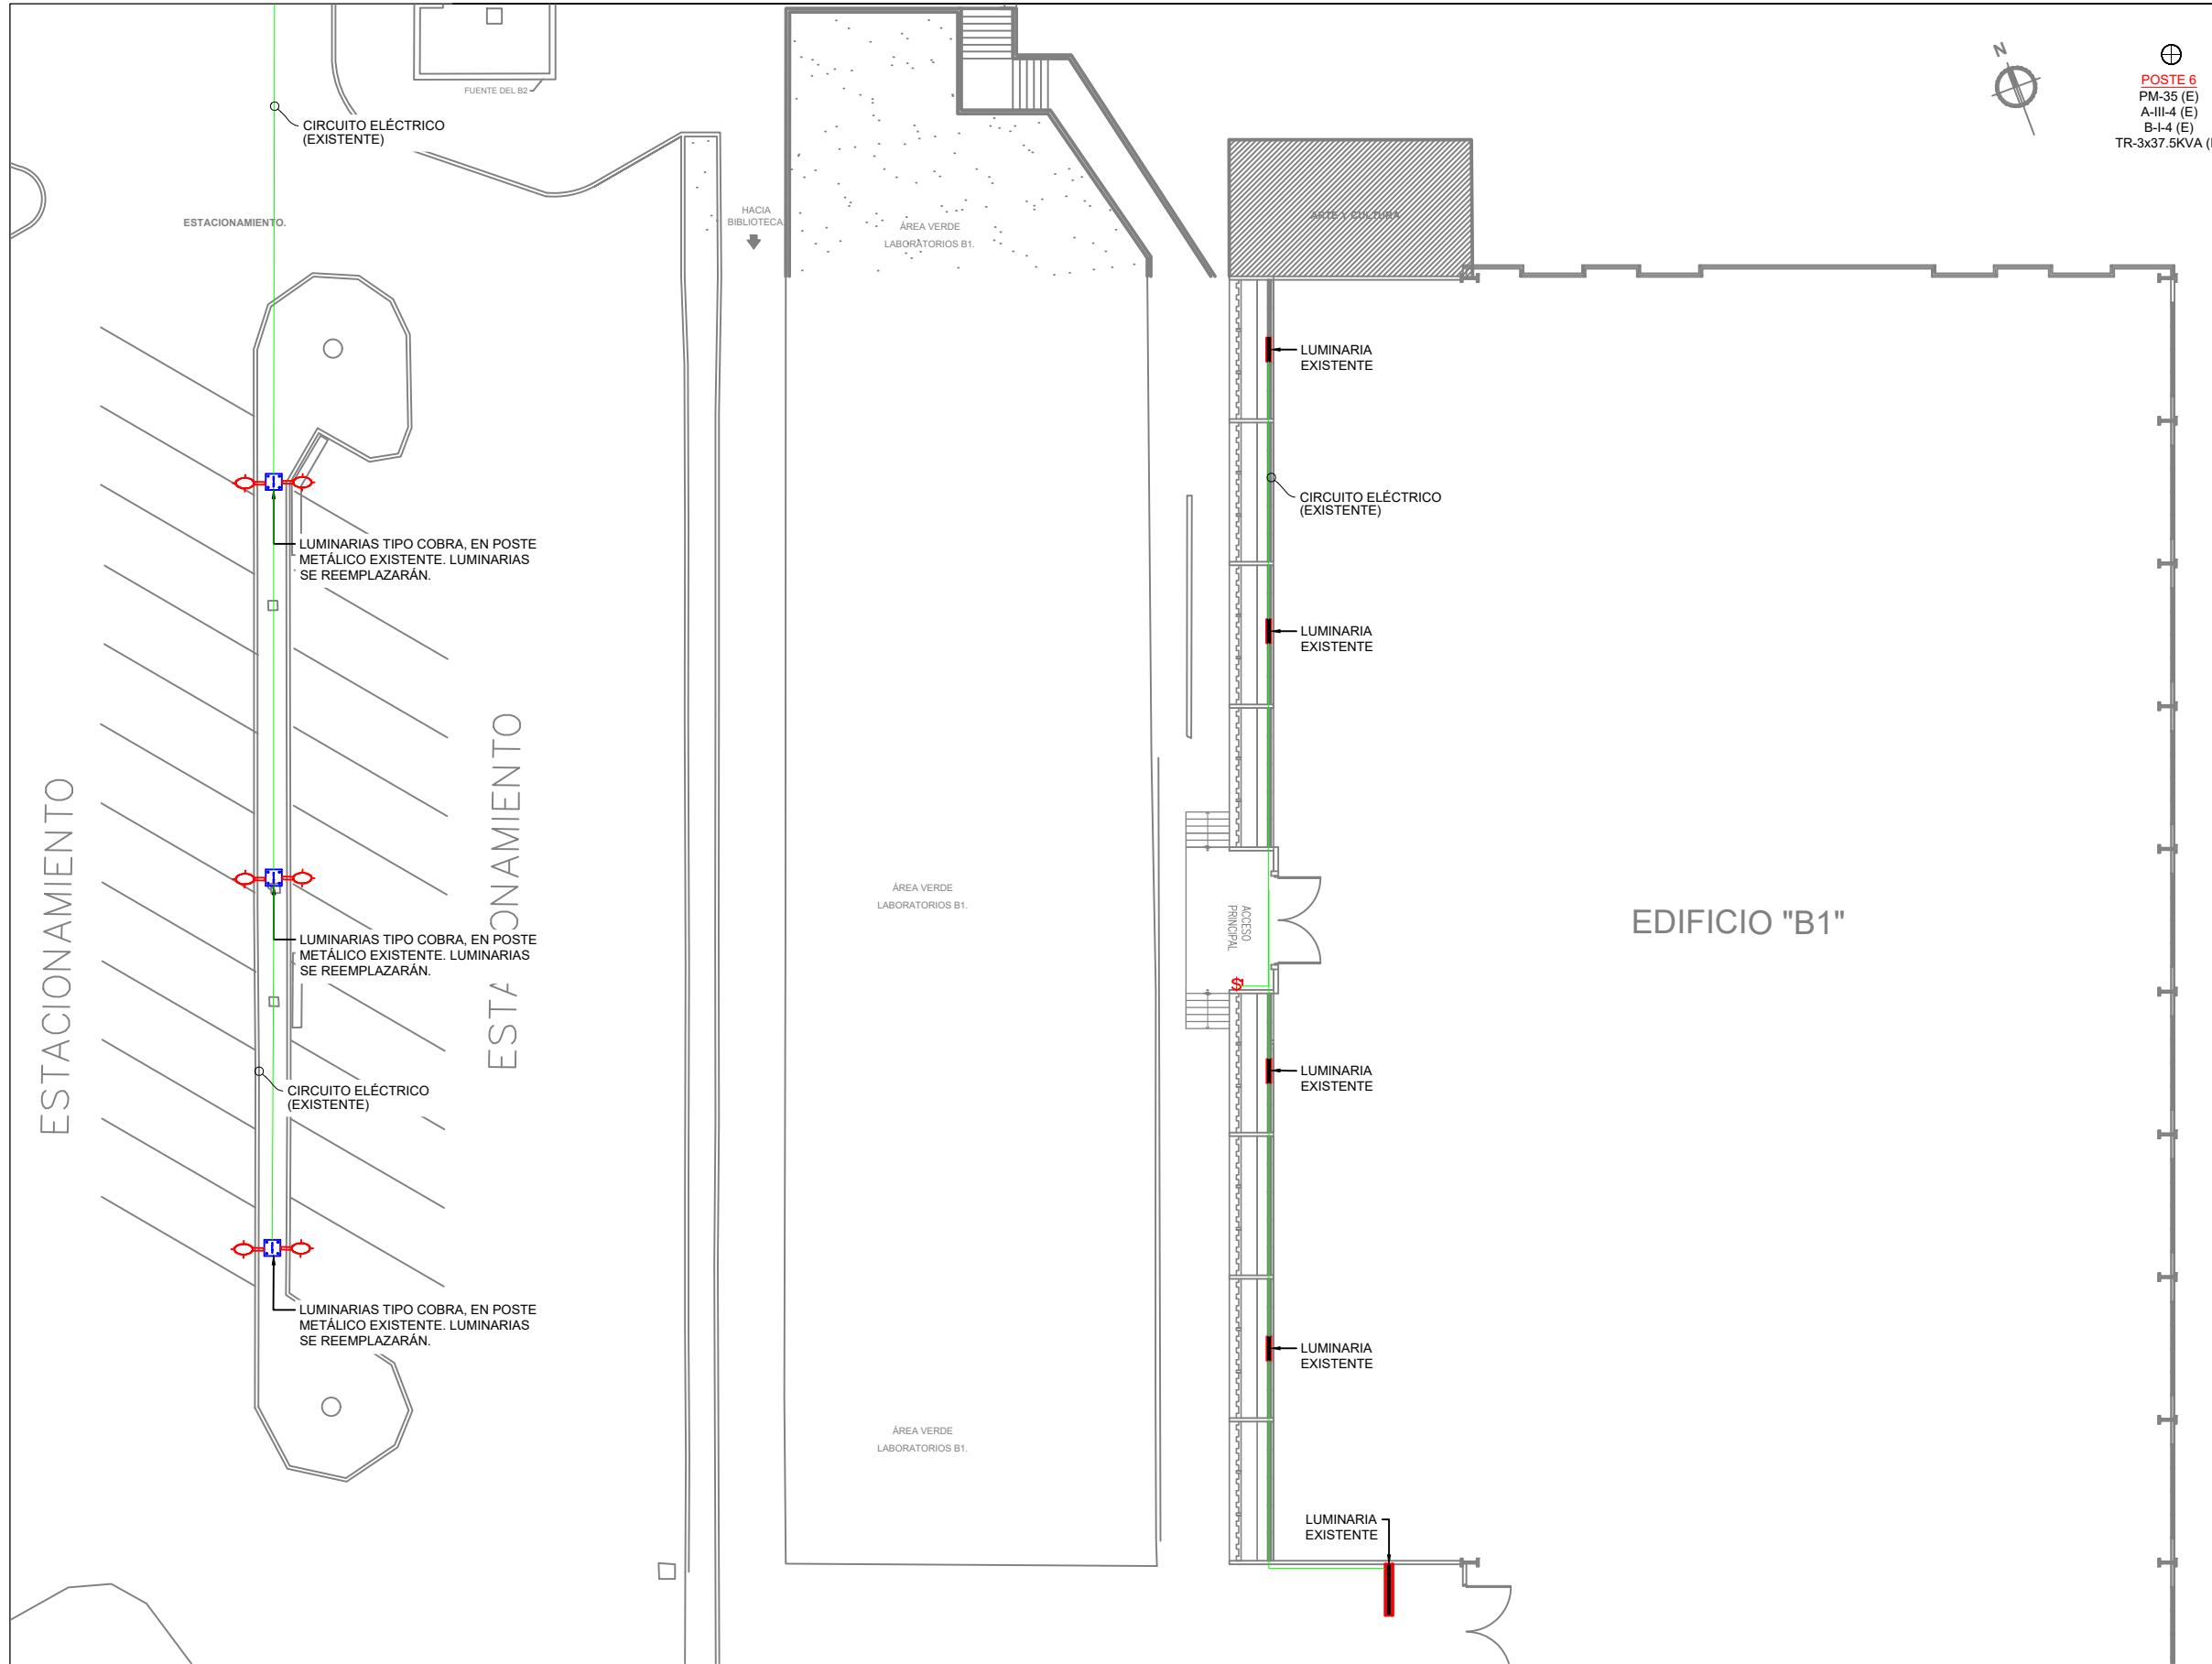 FUENTE DEL B2
CIRCUITO ELÉCTRICO
(EXISTENTE)
ESTACIONAMIENTO.
HACIA
BIBLIOTECA.
ÁREA VERDE
LABORATORIOS B1.
ARTE Y CULTURA
N
POSTE 6
PM-35 (E)
A-III-4 (E)
B-I-4 (E)
TR-3x37.5KVA (
LUMINARIA
EXISTENTE
CIRCUITO ELÉCTRICO
(EXISTENTE)
LUMINARIAS TIPO COBRA, EN POSTE
METÁLICO EXISTENTE. LUMINARIAS
SE REEMPLAZARÁN.
LUMINARIA
EXISTENTE
ESTACIONAMIENTO
ESTACIONAMIENTO
ÁREA VERDE
LABORATORIOS B1.
ACCESO
PRINCIPAL
EDIFICIO "B1"
LUMINARIAS TIPO COBRA, EN POSTE
METÁLICO EXISTENTE. LUMINARIAS
SE REEMPLAZARÁN.
$
CIRCUITO ELÉCTRICO
(EXISTENTE)
LUMINARIA
EXISTENTE
LUMINARIAS TIPO COBRA, EN POSTE
METÁLICO EXISTENTE. LUMINARIAS
SE REEMPLAZARÁN.
LUMINARIA
EXISTENTE
ÁREA VERDE
LABORATORIOS B1.
LUMINARIA
EXISTENTE